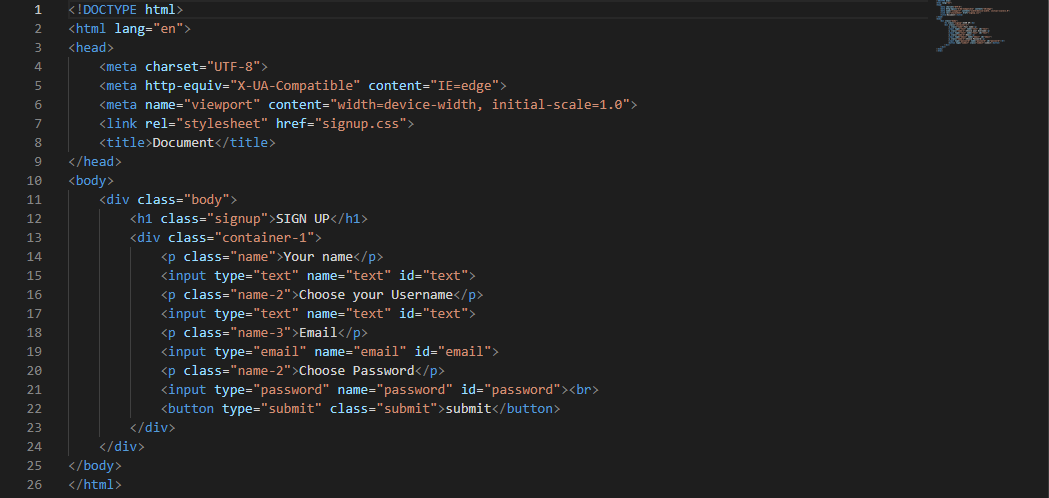 1 <!DOCTYPE html>
2 <html lang="en">
3 <head>
4     <meta charset="UTF-8">
5     <meta http-equiv="X-UA-Compatible" content="IE=edge">
6     <meta name="viewport" content="width=device-width, initial-scale=1.0">
7     <link rel="stylesheet" href="signup.css">
8     <title>Document</title>
9 </head>
10 <body>
11     <div class="body">
12         <h1 class="signup">SIGN UP</h1>
13         <div class="container-1">
14             <p class="name">Your name</p>
15             <input type="text" name="text" id="text">
16             <p class="name-2">Choose your Username</p>
17             <input type="text" name="text" id="text">
18             <p class="name-3">Email</p>
19             <input type="email" name="email" id="email">
20             <p class="name-2">Choose Password</p>
21             <input type="password" name="password" id="password"><br>
22             <button type="submit" class="submit">submit</button>
23         </div>
24     </div>
25 </body>
26 </html>